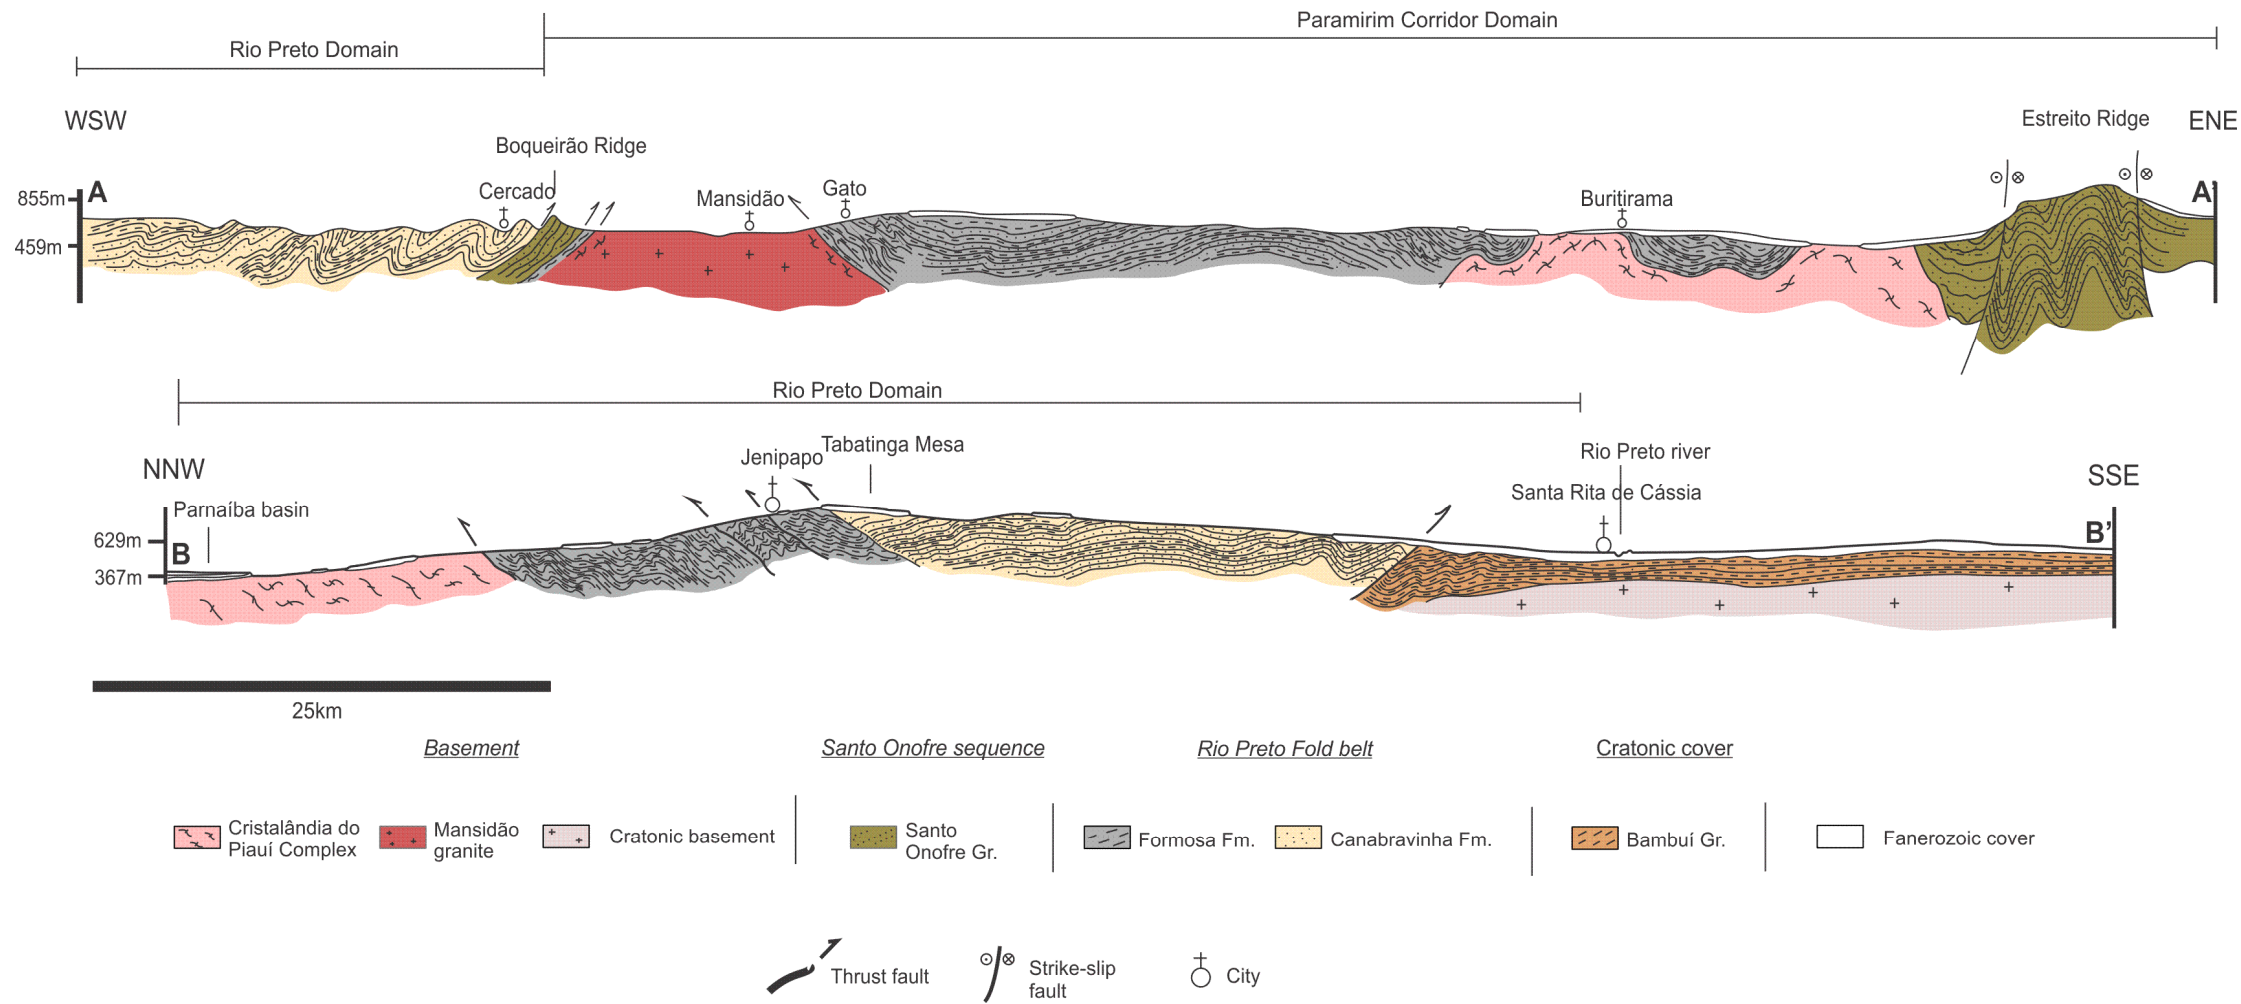 Paramirim Corridor Domain
Rio Preto Domain
WSW
Estreito Ridge
ENE
Boqueirão Ridge
Cercado
Mansidão
Gato
Buritirama
855m
A
A'
459m
Rio Preto Domain
NNW
Jenipapo
Tabatinga Mesa
Rio Preto river
SSE
Parnaíba basin
Santa Rita de Cássia
629m
B
B'
367m
25km
Basement
Santo Onofre sequence
Rio Preto Fold belt
Cratonic cover
Cristalândia do
Piauí Complex
Mansidão
granite
Cratonic basement
Santo
Onofre Gr.
Formosa Fm.
Canabravinha Fm.
Bambuí Gr.
Fanerozoic cover
Thrust fault
Strike-slip
fault
City